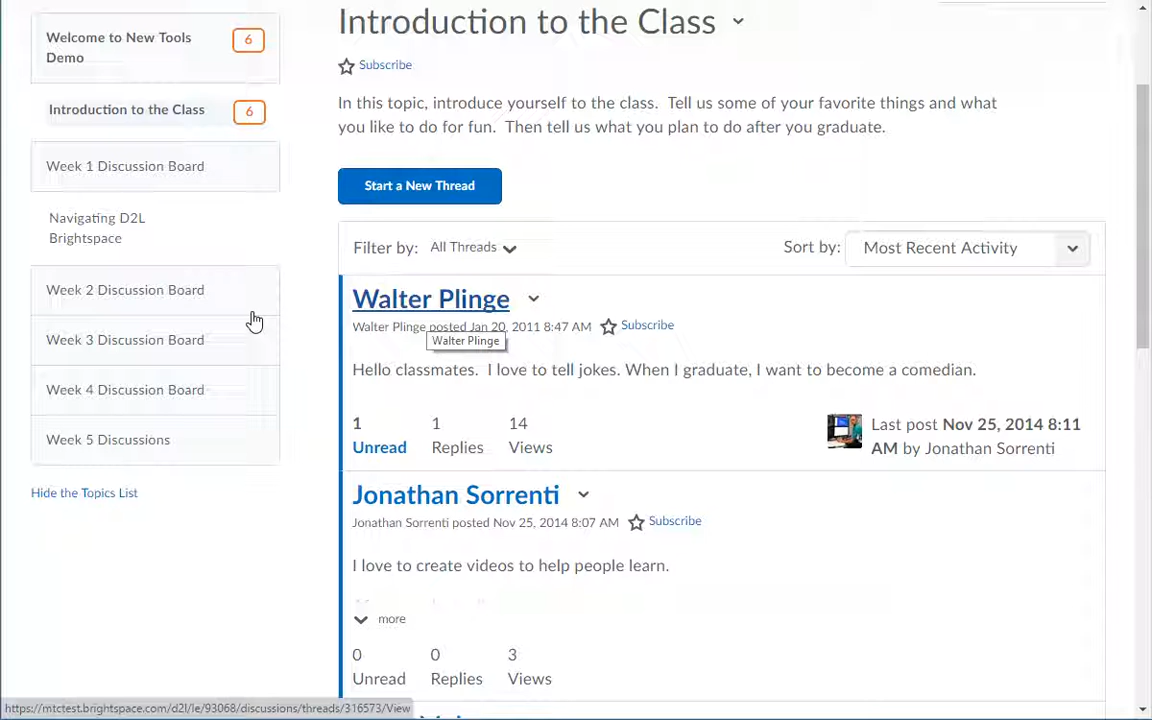 Welcome to New Tools
Demo
6
Introduction to the Class
6
Week 1 Discussion Board
Navigating D2L
Brightspace
Week 2 Discussion Board
Week 3 Discussion Board
Week 4 Discussion Board
Week 5 Discussions
Hide the Topics List
Introduction to the Class
Subscribe
In this topic, introduce yourself to the class.  Tell us some of your favorite things and what
you like to do for fun.  Then tell us what you plan to do after you graduate.
Start a New Thread
Filter by: All Threads
Sort by: Most Recent Activity
Walter Plinge
Walter Plinge posted Jan 20, 2011 8:47 AM Subscribe
Walter Plinge
Hello classmates.  I love to tell jokes. When I graduate, I want to become a comedian.
1 1 14
Unread Replies Views
Last post Nov 25, 2014 8:11
AM by Jonathan Sorrenti
Jonathan Sorrenti
Jonathan Sorrenti posted Nov 25, 2014 8:07 AM Subscribe
I love to create videos to help people learn.
more
0 0 3
Unread Replies Views
https://mtctest.brightspace.com/d2l/le/93068/discussions/threads/316573/View